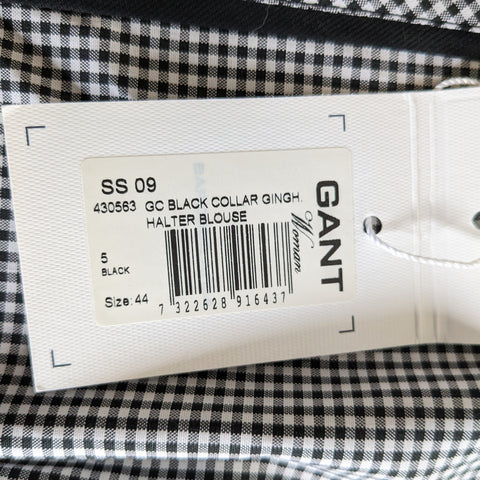 SS 09
430563 GC BLACK COLLAR GINGH.
HALTER BLOUSE
5
BLACK
Size: 44
7 322628 916437
GANT
Woman